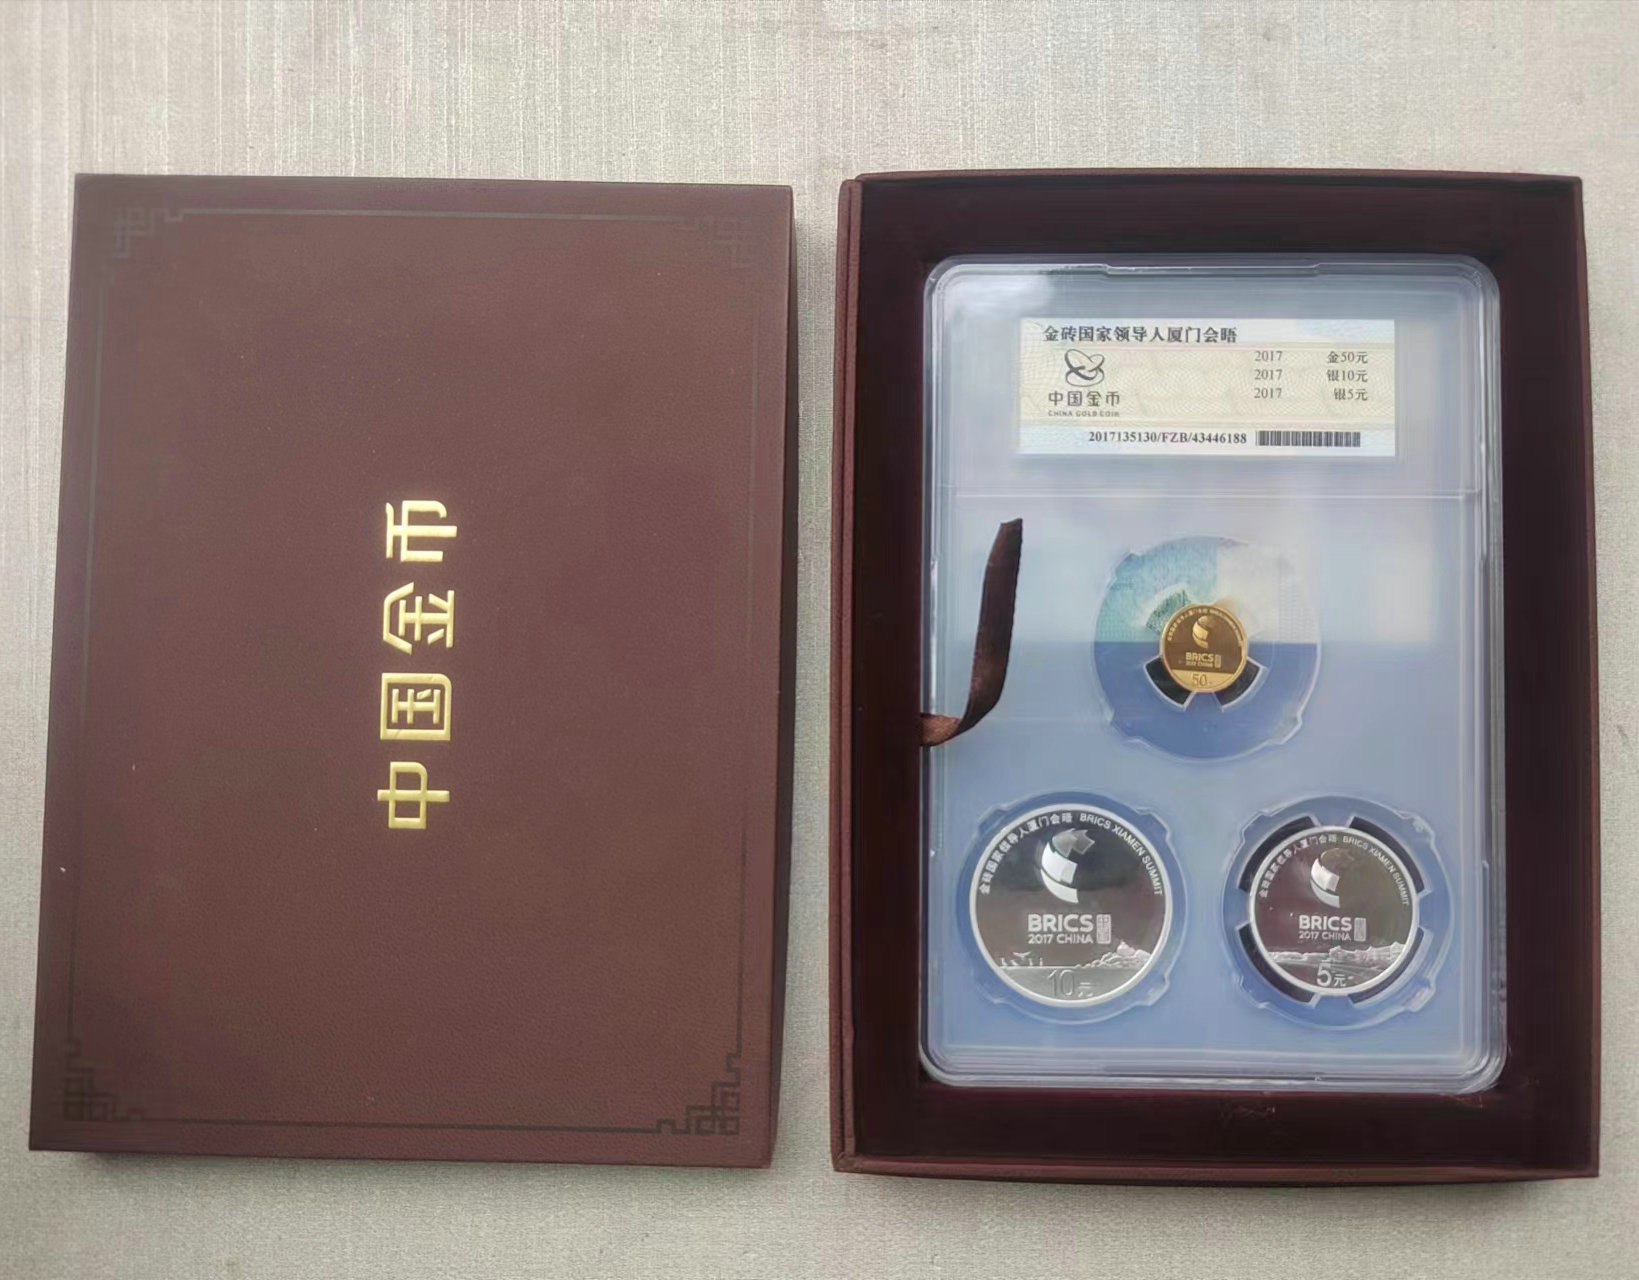 中国金币
金砖国家领导人厦门会晤
2017 金50元
2017 银10元
2017 银5元
中国金币
CHINA GOLD COIN
2017135130/FZB/43446188
BRICS
2017 CHINA
50
金砖国家领导人厦门会晤 BRICS XIAMEN SUMMIT
BRICS
2017 CHINA
10元
金砖国家领导人厦门会晤 BRICS XIAMEN SUMMIT
BRICS
2017 CHINA
5元